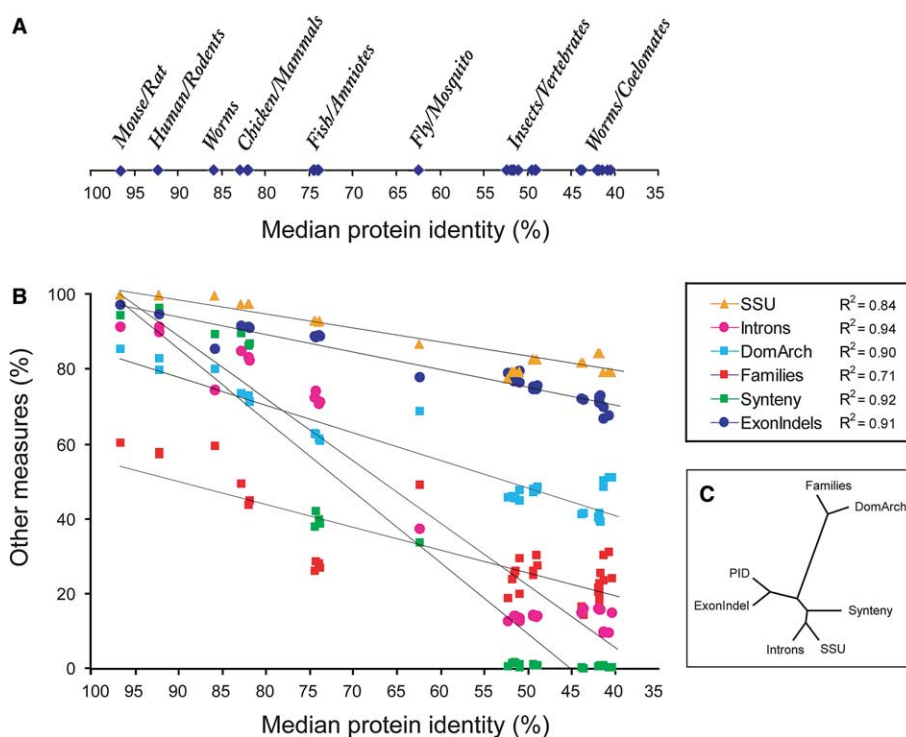 A
Mouse/Rat
Human/Rodents
Worms
Chicken/Mammals
Fish/Amniotes
Fly/Mosquito
Insects/Vertebrates
Worms/Coelomates
100 95 90 85 80 75 70 65 60 55 50 45 40 35
Median protein identity (%)
B
Other measures (%)
100
80
60
40
20
0
100 95 90 85 80 75 70 65 60 55 50 45 40 35
Median protein identity (%)
SSU R² = 0.84
Introns R² = 0.94
DomArch R² = 0.90
Families R² = 0.71
Synteny R² = 0.92
ExonIndels R² = 0.91
C
Families
DomArch
PID
ExonIndel
Synteny
Introns
SSU